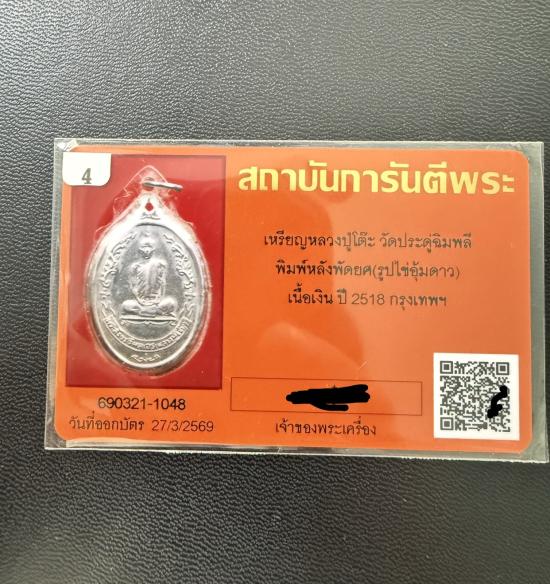 4
สถาบันการันตีพระ
เหรียญหลวงปู่โต๊ะ วัดประดู่ฉิมพลี
พิมพ์หลังพัดยศ(รูปไข่อุ้มดาว)
เนื้อเงิน ปี 2518 กรุงเทพฯ
690321-1048
วันที่ออกบัตร 27/3/2569
เจ้าของพระเครื่อง